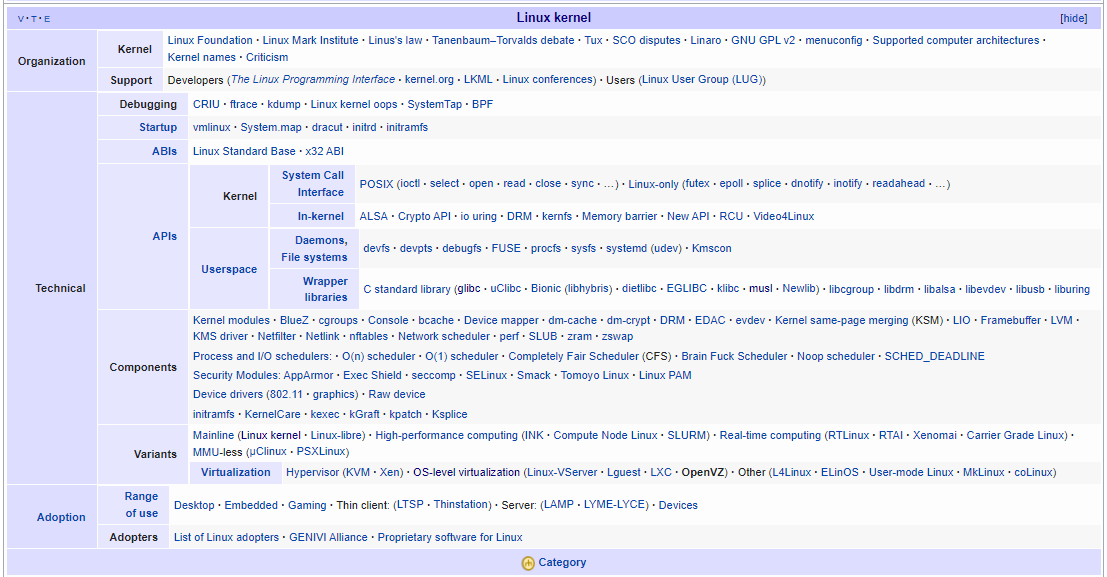 V · T · E
Linux kernel
[hide]
Organization
Kernel
Linux Foundation · Linux Mark Institute · Linus's law · Tanenbaum–Torvalds debate · Tux · SCO disputes · Linaro · GNU GPL v2 · menuconfig · Supported computer architectures ·
Kernel names · Criticism
Support
Developers (The Linux Programming Interface · kernel.org · LKML · Linux conferences) · Users (Linux User Group (LUG))
Technical
Debugging
CRIU · ftrace · kdump · Linux kernel oops · SystemTap · BPF
Startup
vmlinux · System.map · dracut · initrd · initramfs
ABIs
Linux Standard Base · x32 ABI
APIs
Kernel
System Call
Interface
POSIX (ioctl · select · open · read · close · sync · …) · Linux-only (futex · epoll · splice · dnotify · inotify · readahead · …)
In-kernel
ALSA · Crypto API · io uring · DRM · kernfs · Memory barrier · New API · RCU · Video4Linux
Userspace
Daemons,
File systems
devfs · devpts · debugfs · FUSE · procfs · sysfs · systemd (udev) · Kmscon
Wrapper
libraries
C standard library (glibc · uClibc · Bionic (libhybris) · dietlibc · EGLIBC · klibc · musl · Newlib) · libcgroup · libdrm · libalsa · libevdev · libusb · liburing
Components
Kernel modules · BlueZ · cgroups · Console · bcache · Device mapper · dm-cache · dm-crypt · DRM · EDAC · evdev · Kernel same-page merging (KSM) · LIO · Framebuffer · LVM ·
KMS driver · Netfilter · Netlink · nftables · Network scheduler · perf · SLUB · zram · zswap
Process and I/O schedulers: · O(n) scheduler · O(1) scheduler · Completely Fair Scheduler (CFS) · Brain Fuck Scheduler · Noop scheduler · SCHED_DEADLINE
Security Modules: AppArmor · Exec Shield · seccomp · SELinux · Smack · Tomoyo Linux · Linux PAM
Device drivers (802.11 · graphics) · Raw device
initramfs · KernelCare · kexec · kGraft · kpatch · Ksplice
Variants
Mainline (Linux kernel · Linux-libre) · High-performance computing (INK · Compute Node Linux · SLURM) · Real-time computing (RTLinux · RTAI · Xenomai · Carrier Grade Linux) ·
MMU-less (μClinux · PSXLinux)
Virtualization
Hypervisor (KVM · Xen) · OS-level virtualization (Linux-VServer · Lguest · LXC · OpenVZ) · Other (L4Linux · ELinOS · User-mode Linux · MkLinux · coLinux)
Adoption
Range
of use
Desktop · Embedded · Gaming · Thin client: (LTSP · Thinstation) · Server: (LAMP · LYME-LYCE) · Devices
Adopters
List of Linux adopters · GENIVI Alliance · Proprietary software for Linux
Category